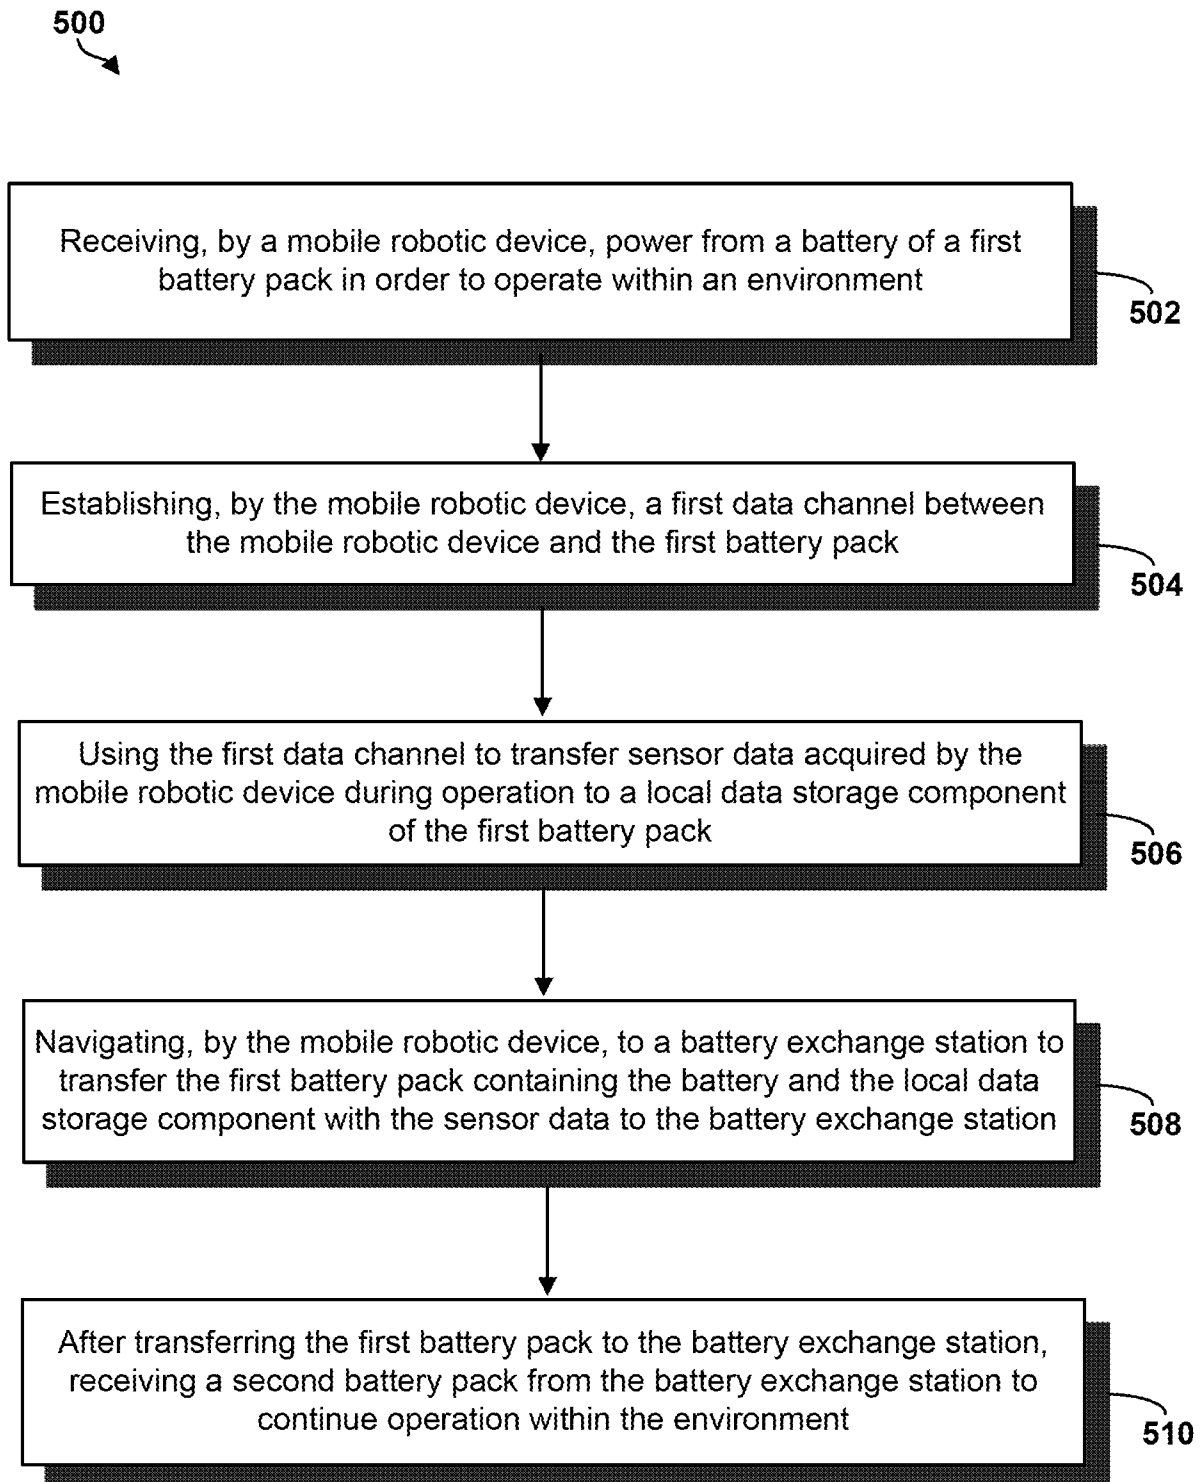 500
Receiving, by a mobile robotic device, power from a battery of a first
battery pack in order to operate within an environment
502
Establishing, by the mobile robotic device, a first data channel between
the mobile robotic device and the first battery pack
504
Using the first data channel to transfer sensor data acquired by the
mobile robotic device during operation to a local data storage component
of the first battery pack
506
Navigating, by the mobile robotic device, to a battery exchange station to
transfer the first battery pack containing the battery and the local data
storage component with the sensor data to the battery exchange station
508
After transferring the first battery pack to the battery exchange station,
receiving a second battery pack from the battery exchange station to
continue operation within the environment
510